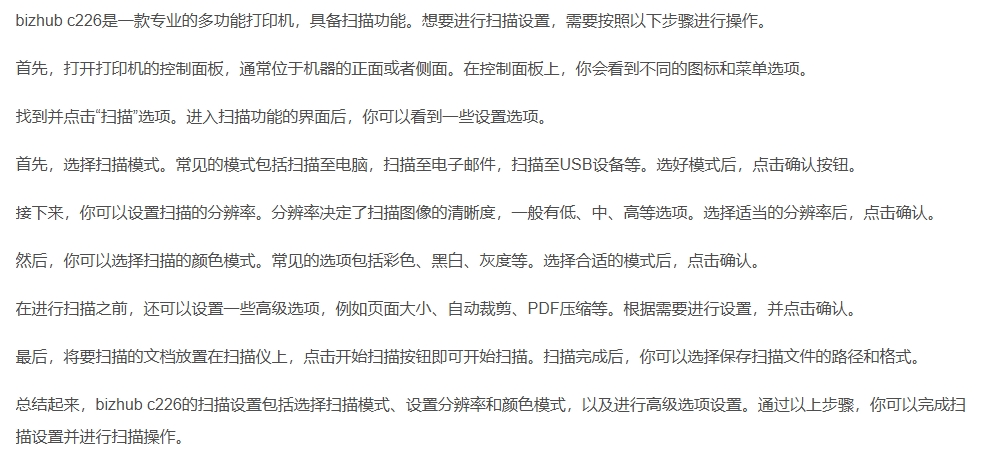 bizhub c226是一款专业的多功能打印机，具备扫描功能。想要进行扫描设置，需要按照以下步骤进行操作。
首先，打开打印机的控制面板，通常位于机器的正面或者侧面。在控制面板上，你会看到不同的图标和菜单选项。
找到并点击“扫描”选项。进入扫描功能的界面后，你可以看到一些设置选项。
首先，选择扫描模式。常见的模式包括扫描至电脑，扫描至电子邮件，扫描至USB设备等。选好模式后，点击确认按钮。
接下来，你可以设置扫描的分辨率。分辨率决定了扫描图像的清晰度，一般有低、中、高等选项。选择适当的分辨率后，点击确认。
然后，你可以选择扫描的颜色模式。常见的选项包括彩色、黑白、灰度等。选择合适的模式后，点击确认。
在进行扫描之前，还可以设置一些高级选项，例如页面大小、自动裁剪、PDF压缩等。根据需要进行设置，并点击确认。
最后，将要扫描的文档放置在扫描仪上，点击开始扫描按钮即可开始扫描。扫描完成后，你可以选择保存扫描文件的路径和格式。
总结起来，bizhub c226的扫描设置包括选择扫描模式、设置分辨率和颜色模式，以及进行高级选项设置。通过以上步骤，你可以完成扫
描设置并进行扫描操作。